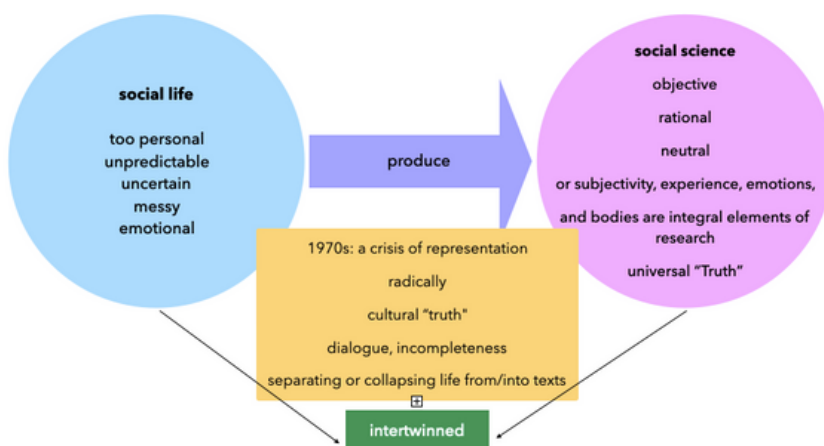 social life
too personal
unpredictable
uncertain
messy
emotional
produce
social science
objective
rational
neutral
or subjectivity, experience, emotions,
and bodies are integral elements of
research
universal “Truth”
1970s: a crisis of representation
radically
cultural “truth"
dialogue, incompleteness
separating or collapsing life from/into texts
intertwinned